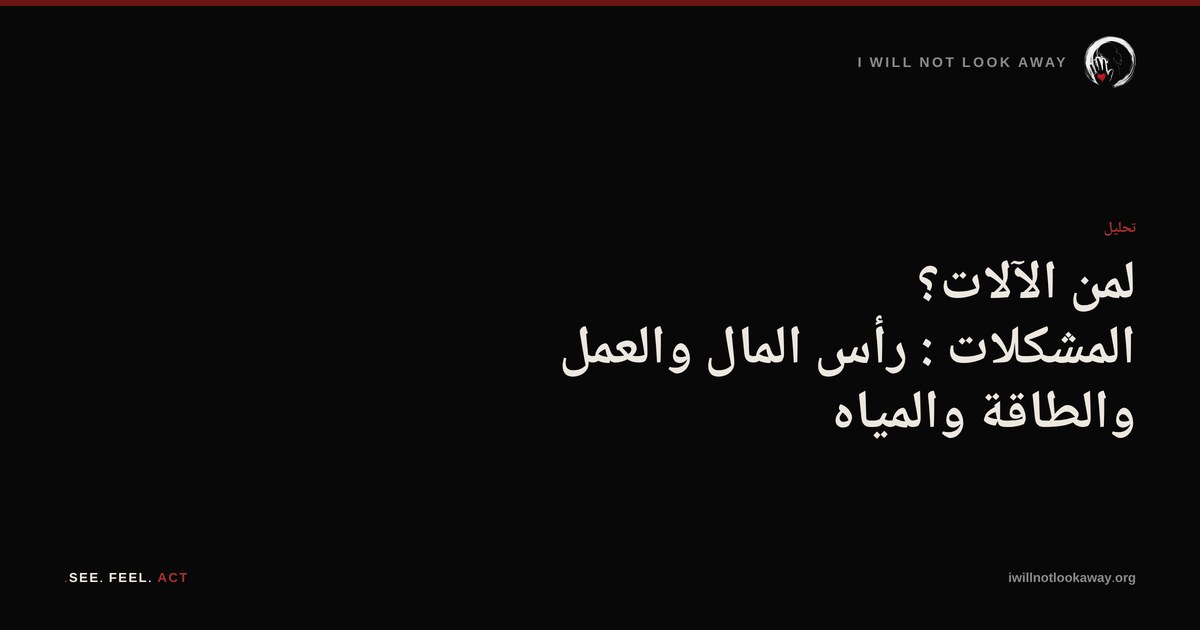 I WILL NOT LOOK AWAY
تحليل
لمن الآلات؟
المشكلات : رأس المال والعمل
والطاقة والمياه
.SEE. FEEL. ACT
iwillnotlookaway.org